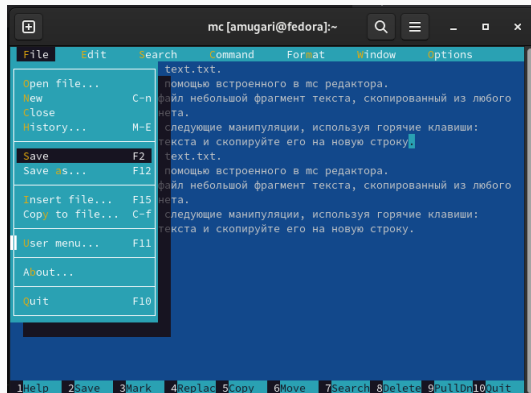 mc [amugari@fedora]:~
File Edit Search Command Format Window Options
text.txt.
Open file... помощью встроенного в mc редактора.
New C-n файл небольшой фрагмент текста, скопированный из любого
Close нета.
History... M-E следующие манипуляции, используя горячие клавиши:
текста и скопируйте его на новую строку.
Save F2 text.txt.
Save as... F12 помощью встроенного в mc редактора.
файл небольшой фрагмент текста, скопированный из любого
Insert file... F15 нета.
Copy to file... C-f следующие манипуляции, используя горячие клавиши:
текста и скопируйте его на новую строку.
User menu... F11
About...
Quit F10
1Help 2Save 3Mark 4Replac 5Copy 6Move 7Search 8Delete 9PullDn 10Quit